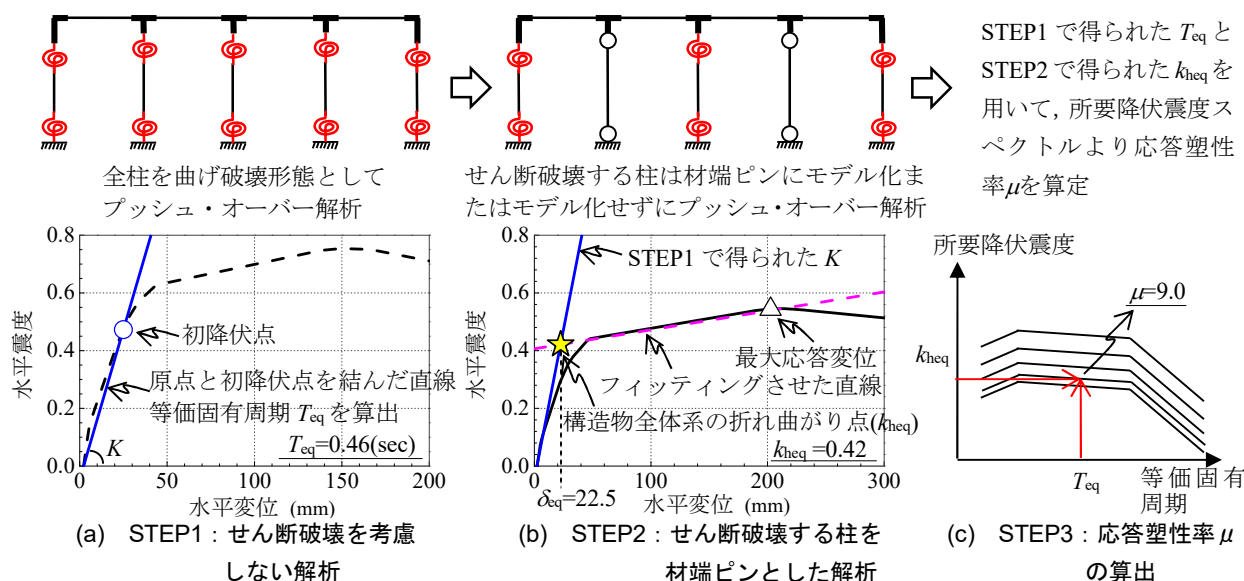 全柱を曲げ破壊形態として
プッシュ・オーバー解析
せん断破壊する柱は材端ピンにモデル化ま
たはモデル化せずにプッシュ・オーバー解析
STEP1 で得られた Teq と
STEP2 で得られた kheq を
用いて, 所要降伏震度ス
ペクトルより応答塑性
率μを算定
水平震度
0.8
0.6
0.4
0.2
0.0
初降伏点
原点と初降伏点を結んだ直線
等価固有周期 Teq を算出
Teq=0.46(sec)
K
0
50
100
150
200
水平変位 (mm)
(a) STEP1：せん断破壊を考慮
しない解析
水平震度
0.8
0.6
0.4
0.2
0.0
STEP1 で得られた K
最大応答変位
フィッティングさせた直線
構造物全体系の折れ曲がり点(kheq)
kheq=0.42
0
100
200
300
δeq=22.5
水平変位 (mm)
(b) STEP2：せん断破壊する柱を
材端ピンとした解析
所要降伏震度
μ=9.0
kheq
Teq
等価固有
周期
(c) STEP3：応答塑性率 μ
の算出